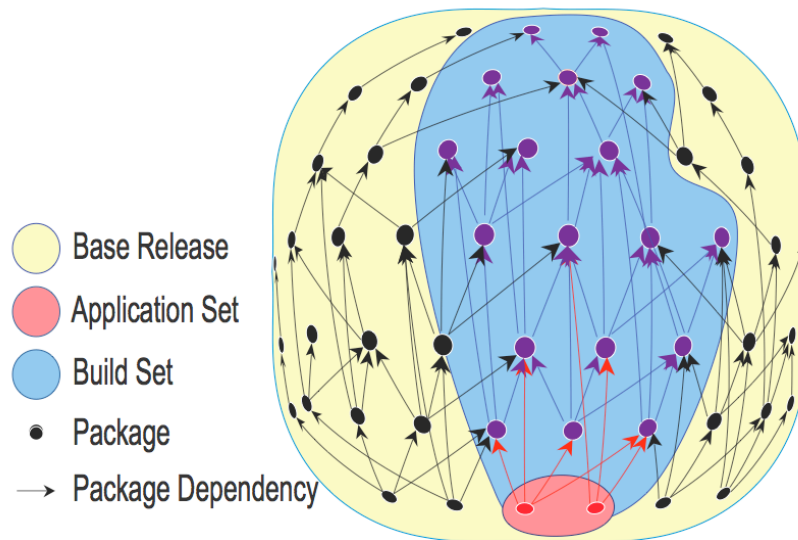 Base Release
Application Set
Build Set
Package
Package Dependency